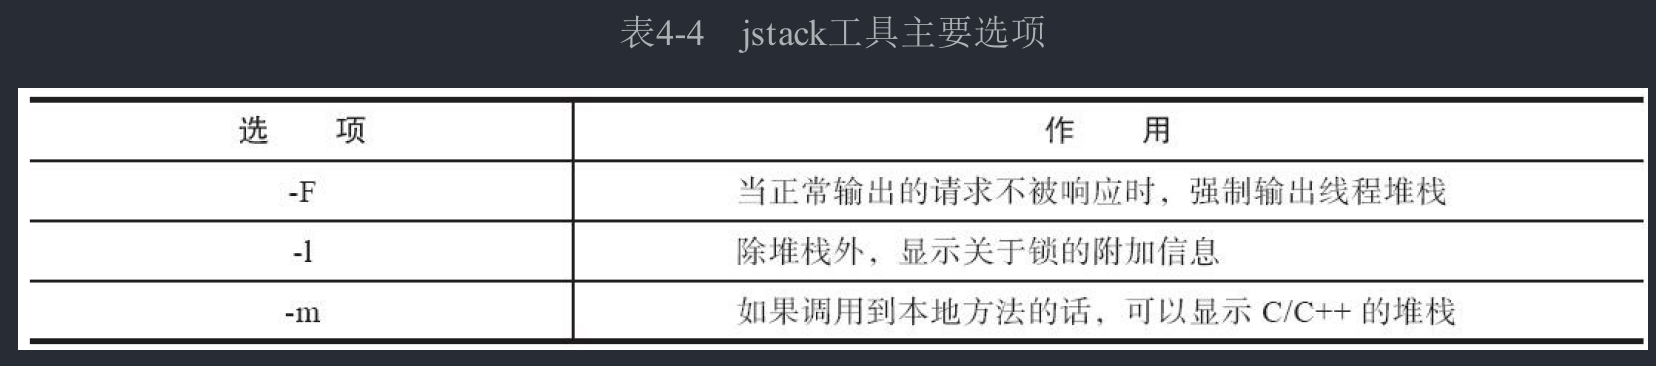 表4-4 jstack工具主要选项
选 项 作 用
-F 当正常输出的请求不被响应时，强制输出线程堆栈
-l 除堆栈外，显示关于锁的附加信息
-m 如果调用到本地方法的话，可以显示 C/C++ 的堆栈